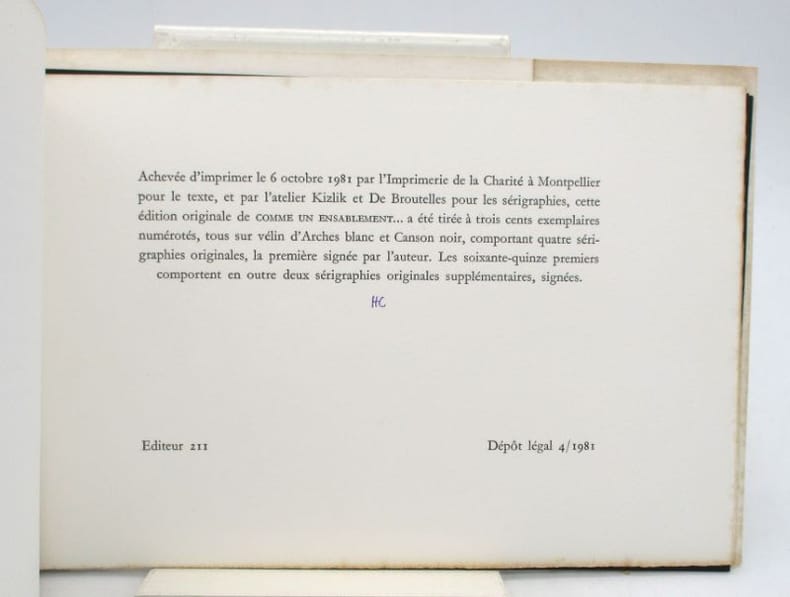 Achevée d'imprimer le 6 octobre 1981 par l'Imprimerie de la Charité à Montpellier
pour le texte, et par l'atelier Kizlik et De Broutelles pour les sérigraphies, cette
édition originale de COMME UN ENSABLEMENT... a été tirée à trois cents exemplaires
numérotés, tous sur vélin d'Arches blanc et Canson noir, comportant quatre séri-
graphies originales, la première signée par l'auteur. Les soixante-quinze premiers
comportent en outre deux sérigraphies originales supplémentaires, signées.
HC
Editeur 211
Dépôt légal 4/1981